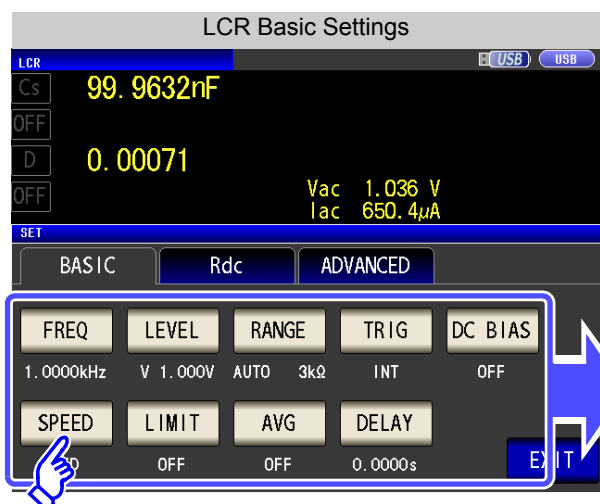 LCR Basic Settings
LCR USB USB
Cs 99.9632nF
OFF
D 0.00071
OFF Vac 1.036 V
Iac 650.4μA
SET
BASIC Rdc ADVANCED
FREQ LEVEL RANGE TRIG DC BIAS
1.0000kHz V 1.000V AUTO 3kΩ INT OFF
SPEED LIMIT AVG DELAY
OFF OFF 0.0000s EXIT